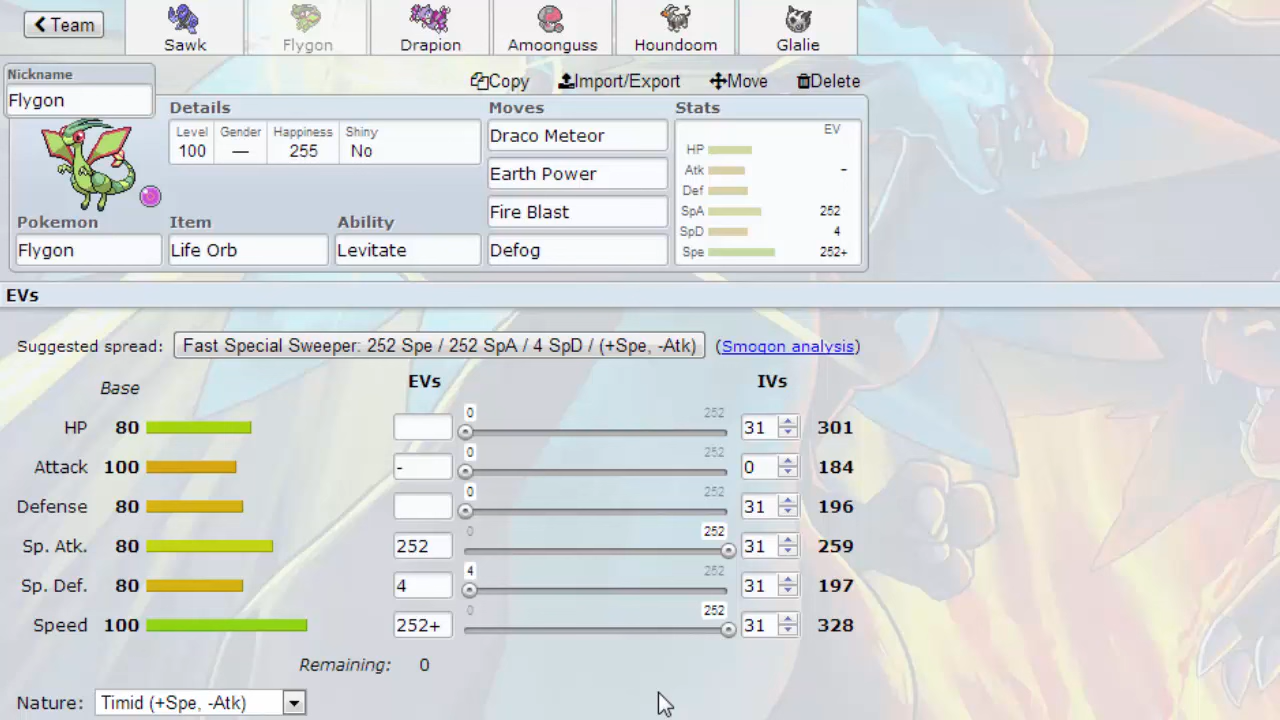 Team
Sawk
Flygon
Drapion
Amoonguss
Houndoom
Glalie
Nickname
Flygon
Copy
Import/Export
Move
Delete
Details
Moves
Stats
Level
Gender
Happiness
Shiny
100
—
255
No
Draco Meteor
Earth Power
Fire Blast
Defog
EV
HP
Atk -
Def
SpA 252
SpD 4
Spe 252+
Pokemon
Item
Ability
Flygon
Life Orb
Levitate
EVs
Suggested spread: Fast Special Sweeper: 252 Spe / 252 SpA / 4 SpD / (+Spe, -Atk) (Smogon analysis)
Base EVs IVs
0 252
HP 80 31 301
0 252
Attack 100 - 0 184
0 252
Defense 80 31 196
0 252
Sp. Atk. 80 252 31 259
4 252
Sp. Def. 80 4 31 197
0 252
Speed 100 252+ 31 328
Remaining: 0
Nature: Timid (+Spe, -Atk)